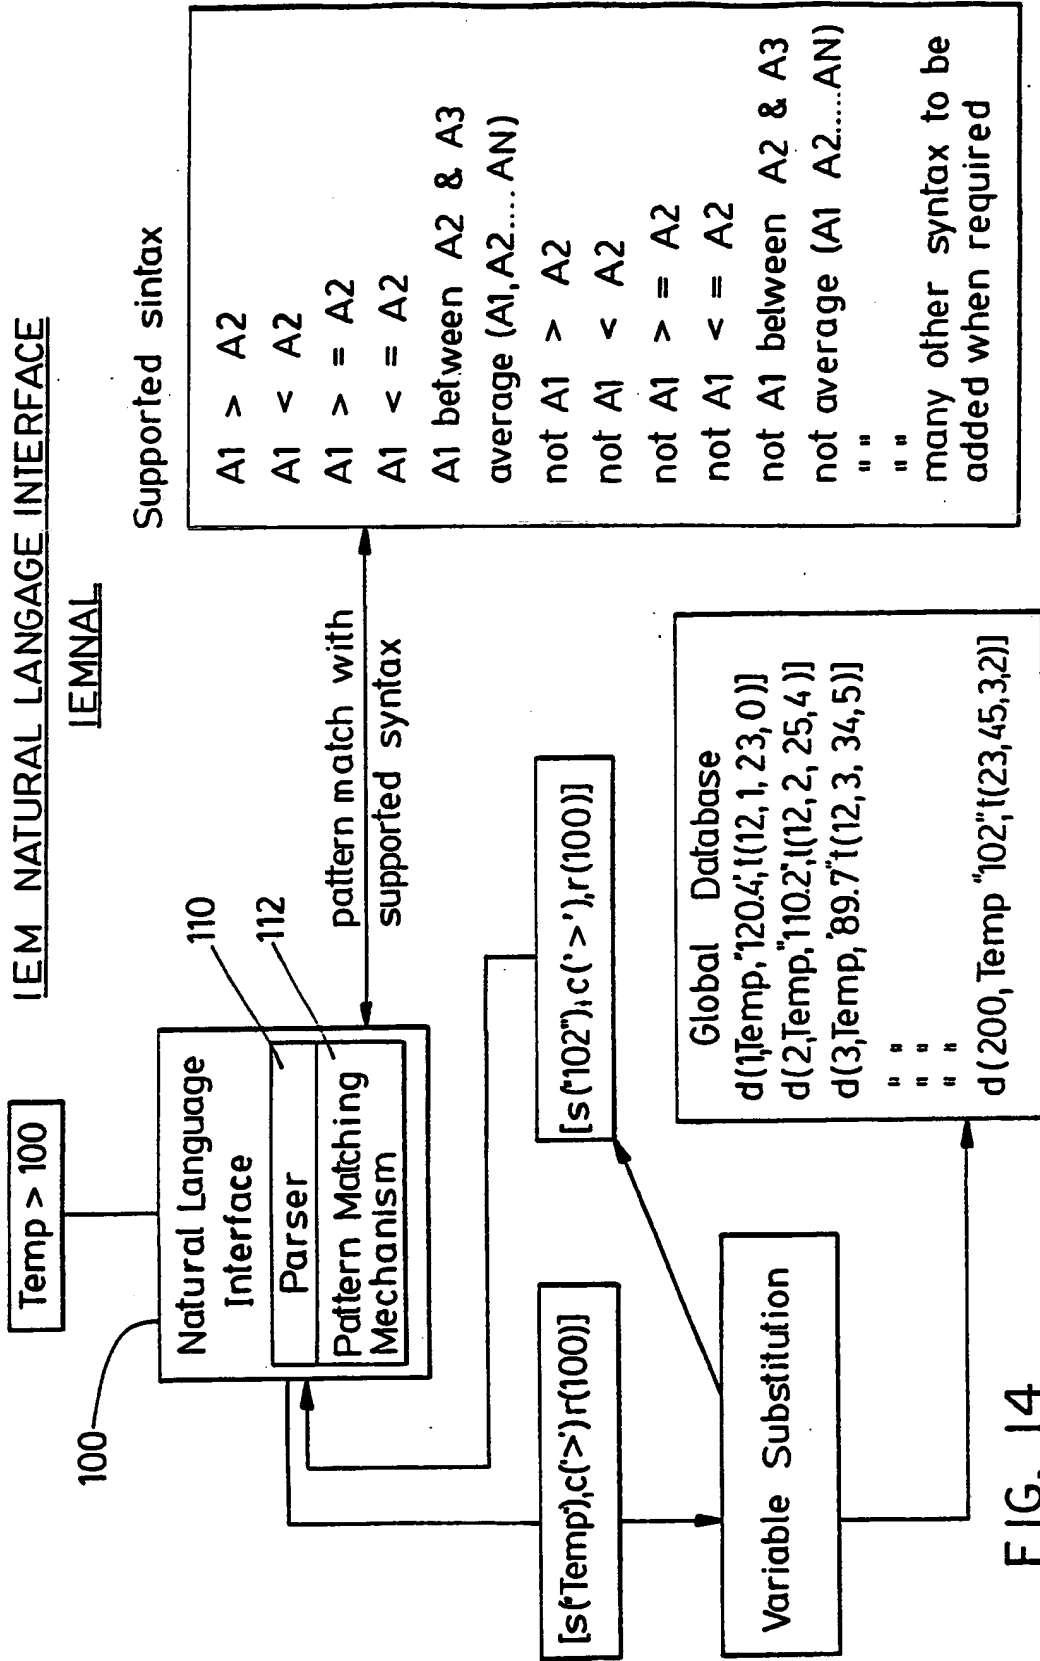 IEM NATURAL LANGAGE INTERFACE
IEMNAL
Temp > 100
100
Natural Language
Interface
Parser
Pattern Matching
Mechanism
110
112
pattern match with
supported syntax
Supported sintax
A1 > A2
A1 < A2
A1 > = A2
A1 < = A2
A1 between A2 & A3
average (A1,A2.... AN)
not A1 > A2
not A1 < A2
not A1 > = A2
not A1 < = A2
not A1 belween A2 & A3
not average (A1 A2.....AN)
" "
" "
many other syntax to be
added when required
[s("Temp"),c('>')r(100)]
[s("102"),c('>'),r(100)]
Variable Substitution
Global Database
d(1,Temp,"120.4",t(12,1,23,0)]
d(2,Temp,"110.2",t(12,2,25,4)]
d(3,Temp,"89.7"t(12,3,34,5)]
" "
" "
" "
d(200,Temp "102",t(23,45,3,2)]
FIG. 14